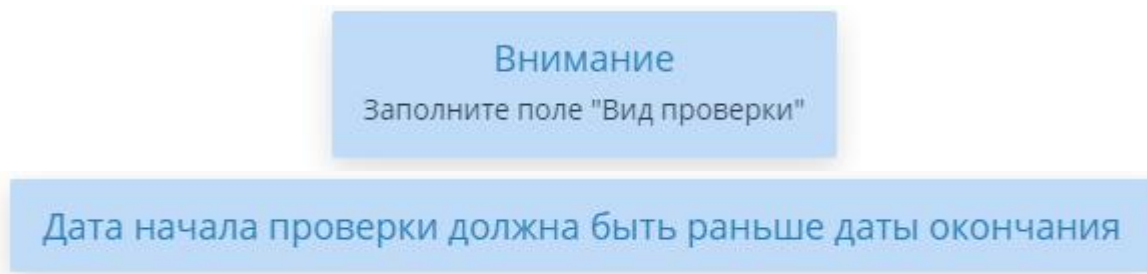 Внимание
Заполните поле "Вид проверки"
Дата начала проверки должна быть раньше даты окончания